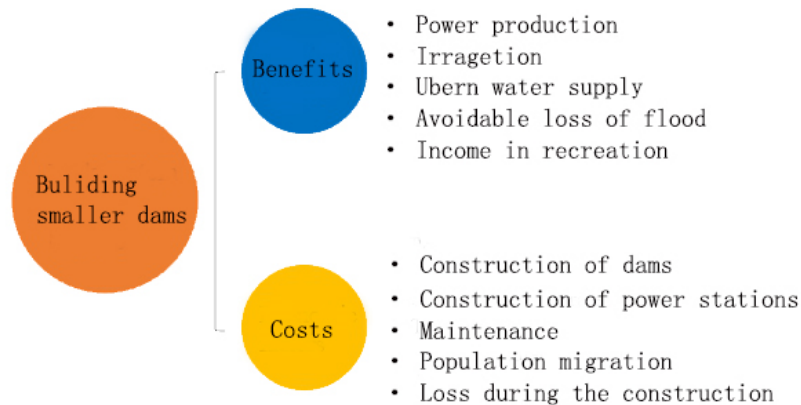 Buliding
smaller dams
Benefits
• Power production
• Irragetion
• Ubern water supply
• Avoidable loss of flood
• Income in recreation
Costs
• Construction of dams
• Construction of power stations
• Maintenance
• Population migration
• Loss during the construction